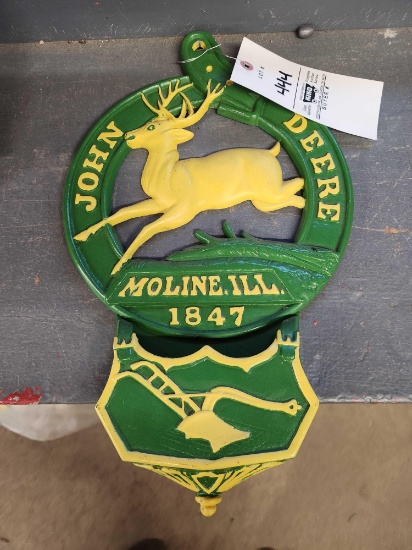 JOHN DEERE
MOLINE, ILL.
1847
444